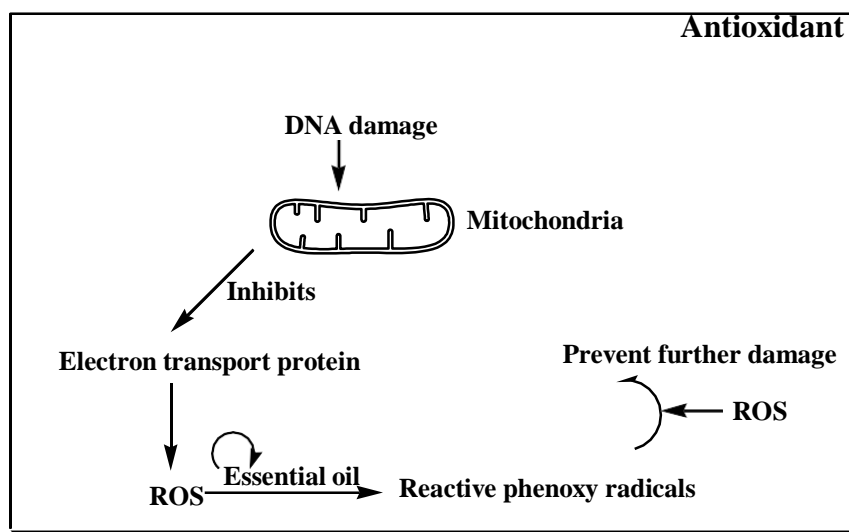 Antioxidant
DNA damage
Mitochondria
Inhibits
Electron transport protein
Prevent further damage
ROS
Essential oil
ROS
Reactive phenoxy radicals